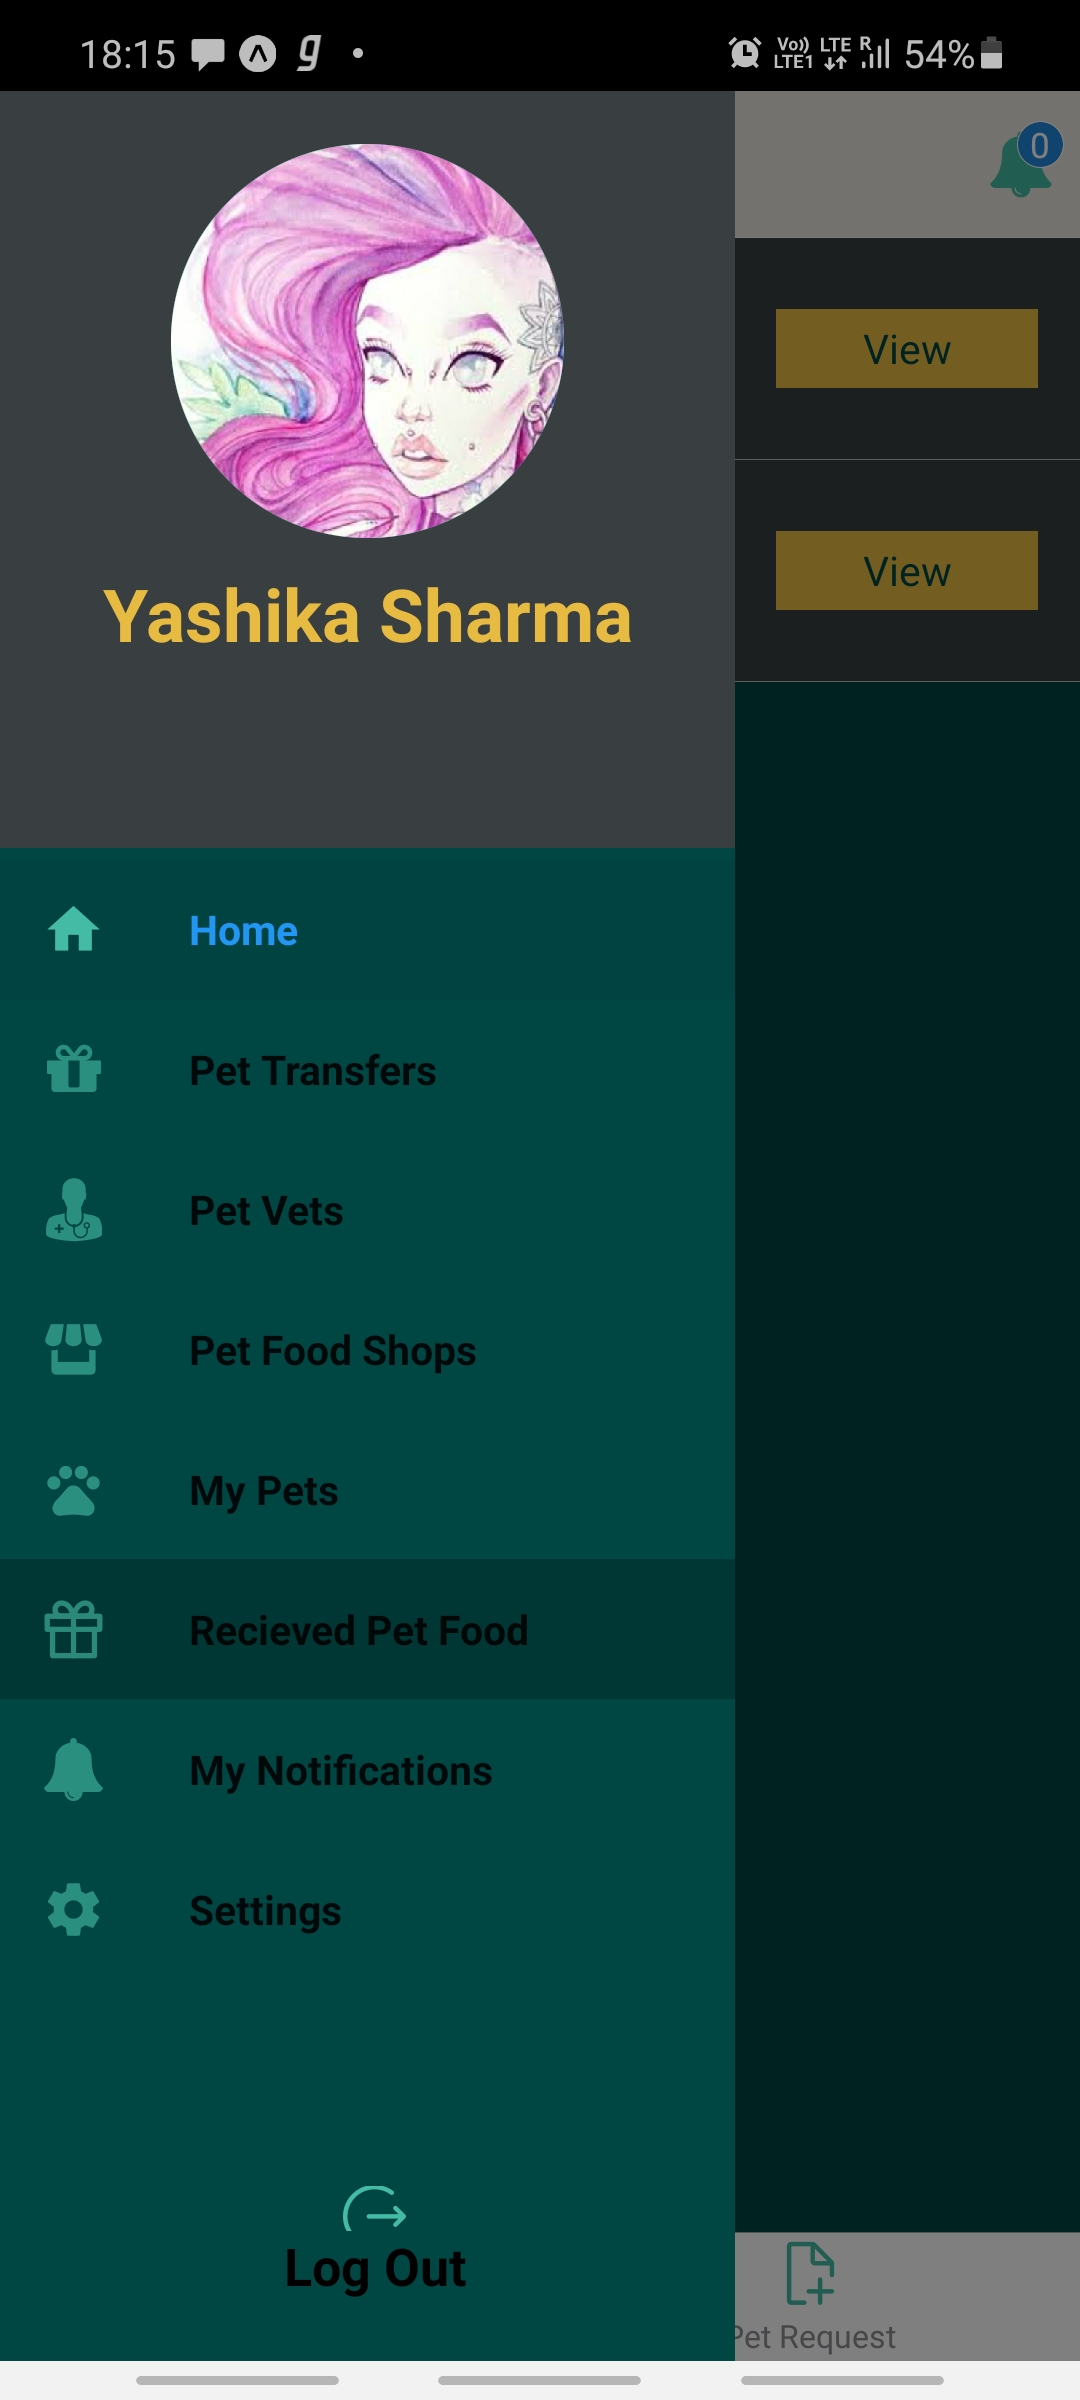 18:15
Vo)) LTE R 54%
LTE1
0
View
View
Yashika Sharma
Home
Pet Transfers
Pet Vets
Pet Food Shops
My Pets
Recieved Pet Food
My Notifications
Settings
Log Out
Pet Request